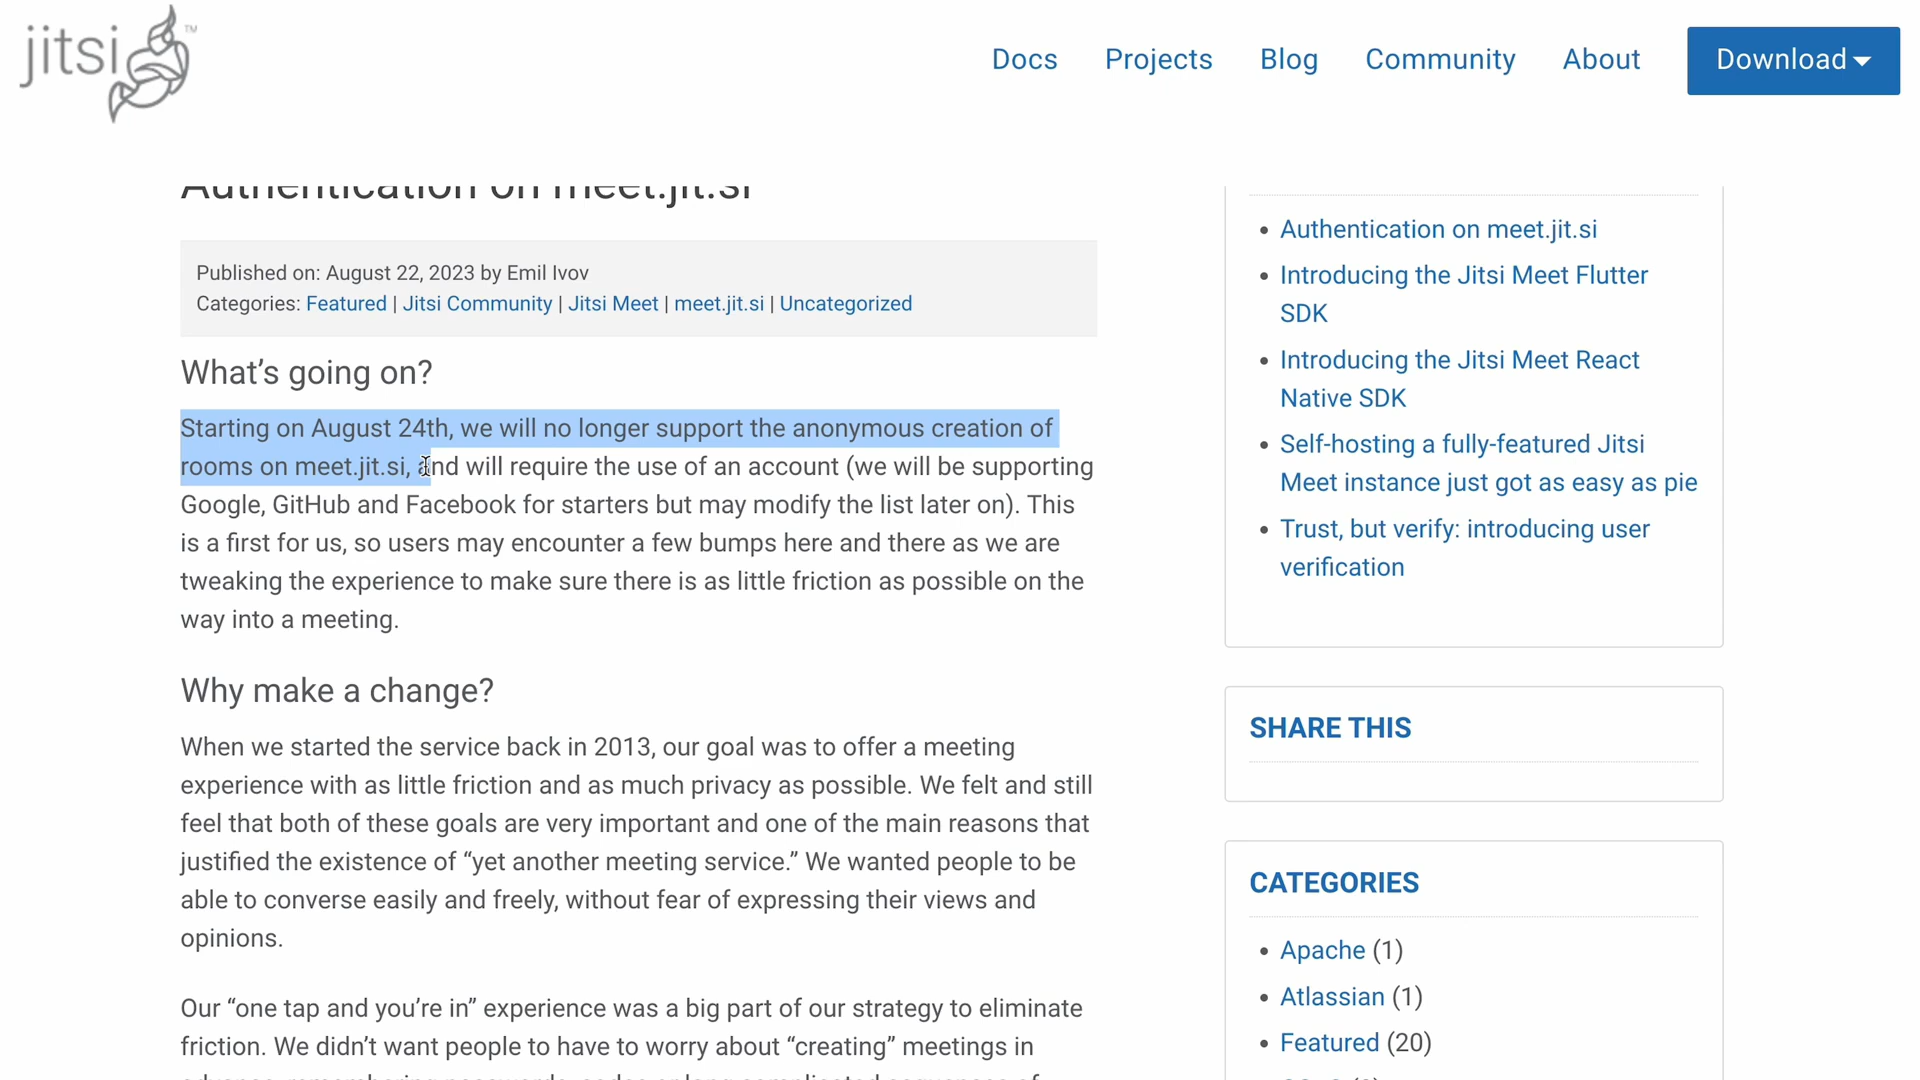 jitsi
TM
Docs
Projects
Blog
Community
About
Download
Authentication on meet.jit.si
Published on: August 22, 2023 by Emil Ivov
Categories: Featured | Jitsi Community | Jitsi Meet | meet.jit.si | Uncategorized
What’s going on?
Starting on August 24th, we will no longer support the anonymous creation of
rooms on meet.jit.si, and will require the use of an account (we will be supporting
Google, GitHub and Facebook for starters but may modify the list later on). This
is a first for us, so users may encounter a few bumps here and there as we are
tweaking the experience to make sure there is as little friction as possible on the
way into a meeting.
Why make a change?
When we started the service back in 2013, our goal was to offer a meeting
experience with as little friction and as much privacy as possible. We felt and still
feel that both of these goals are very important and one of the main reasons that
justified the existence of “yet another meeting service.” We wanted people to be
able to converse easily and freely, without fear of expressing their views and
opinions.
Our “one tap and you’re in” experience was a big part of our strategy to eliminate
friction. We didn’t want people to have to worry about “creating” meetings in
Authentication on meet.jit.si
Introducing the Jitsi Meet Flutter
SDK
Introducing the Jitsi Meet React
Native SDK
Self-hosting a fully-featured Jitsi
Meet instance just got as easy as pie
Trust, but verify: introducing user
verification
SHARE THIS
CATEGORIES
Apache (1)
Atlassian (1)
Featured (20)